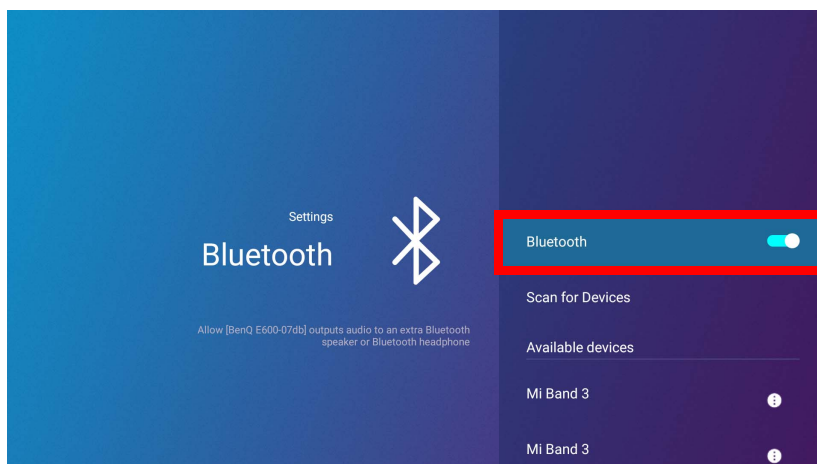 Settings
Bluetooth
Allow [BenQ E600-07db] outputs audio to an extra Bluetooth
speaker or Bluetooth headphone
Bluetooth
Scan for Devices
Available devices
Mi Band 3
Mi Band 3